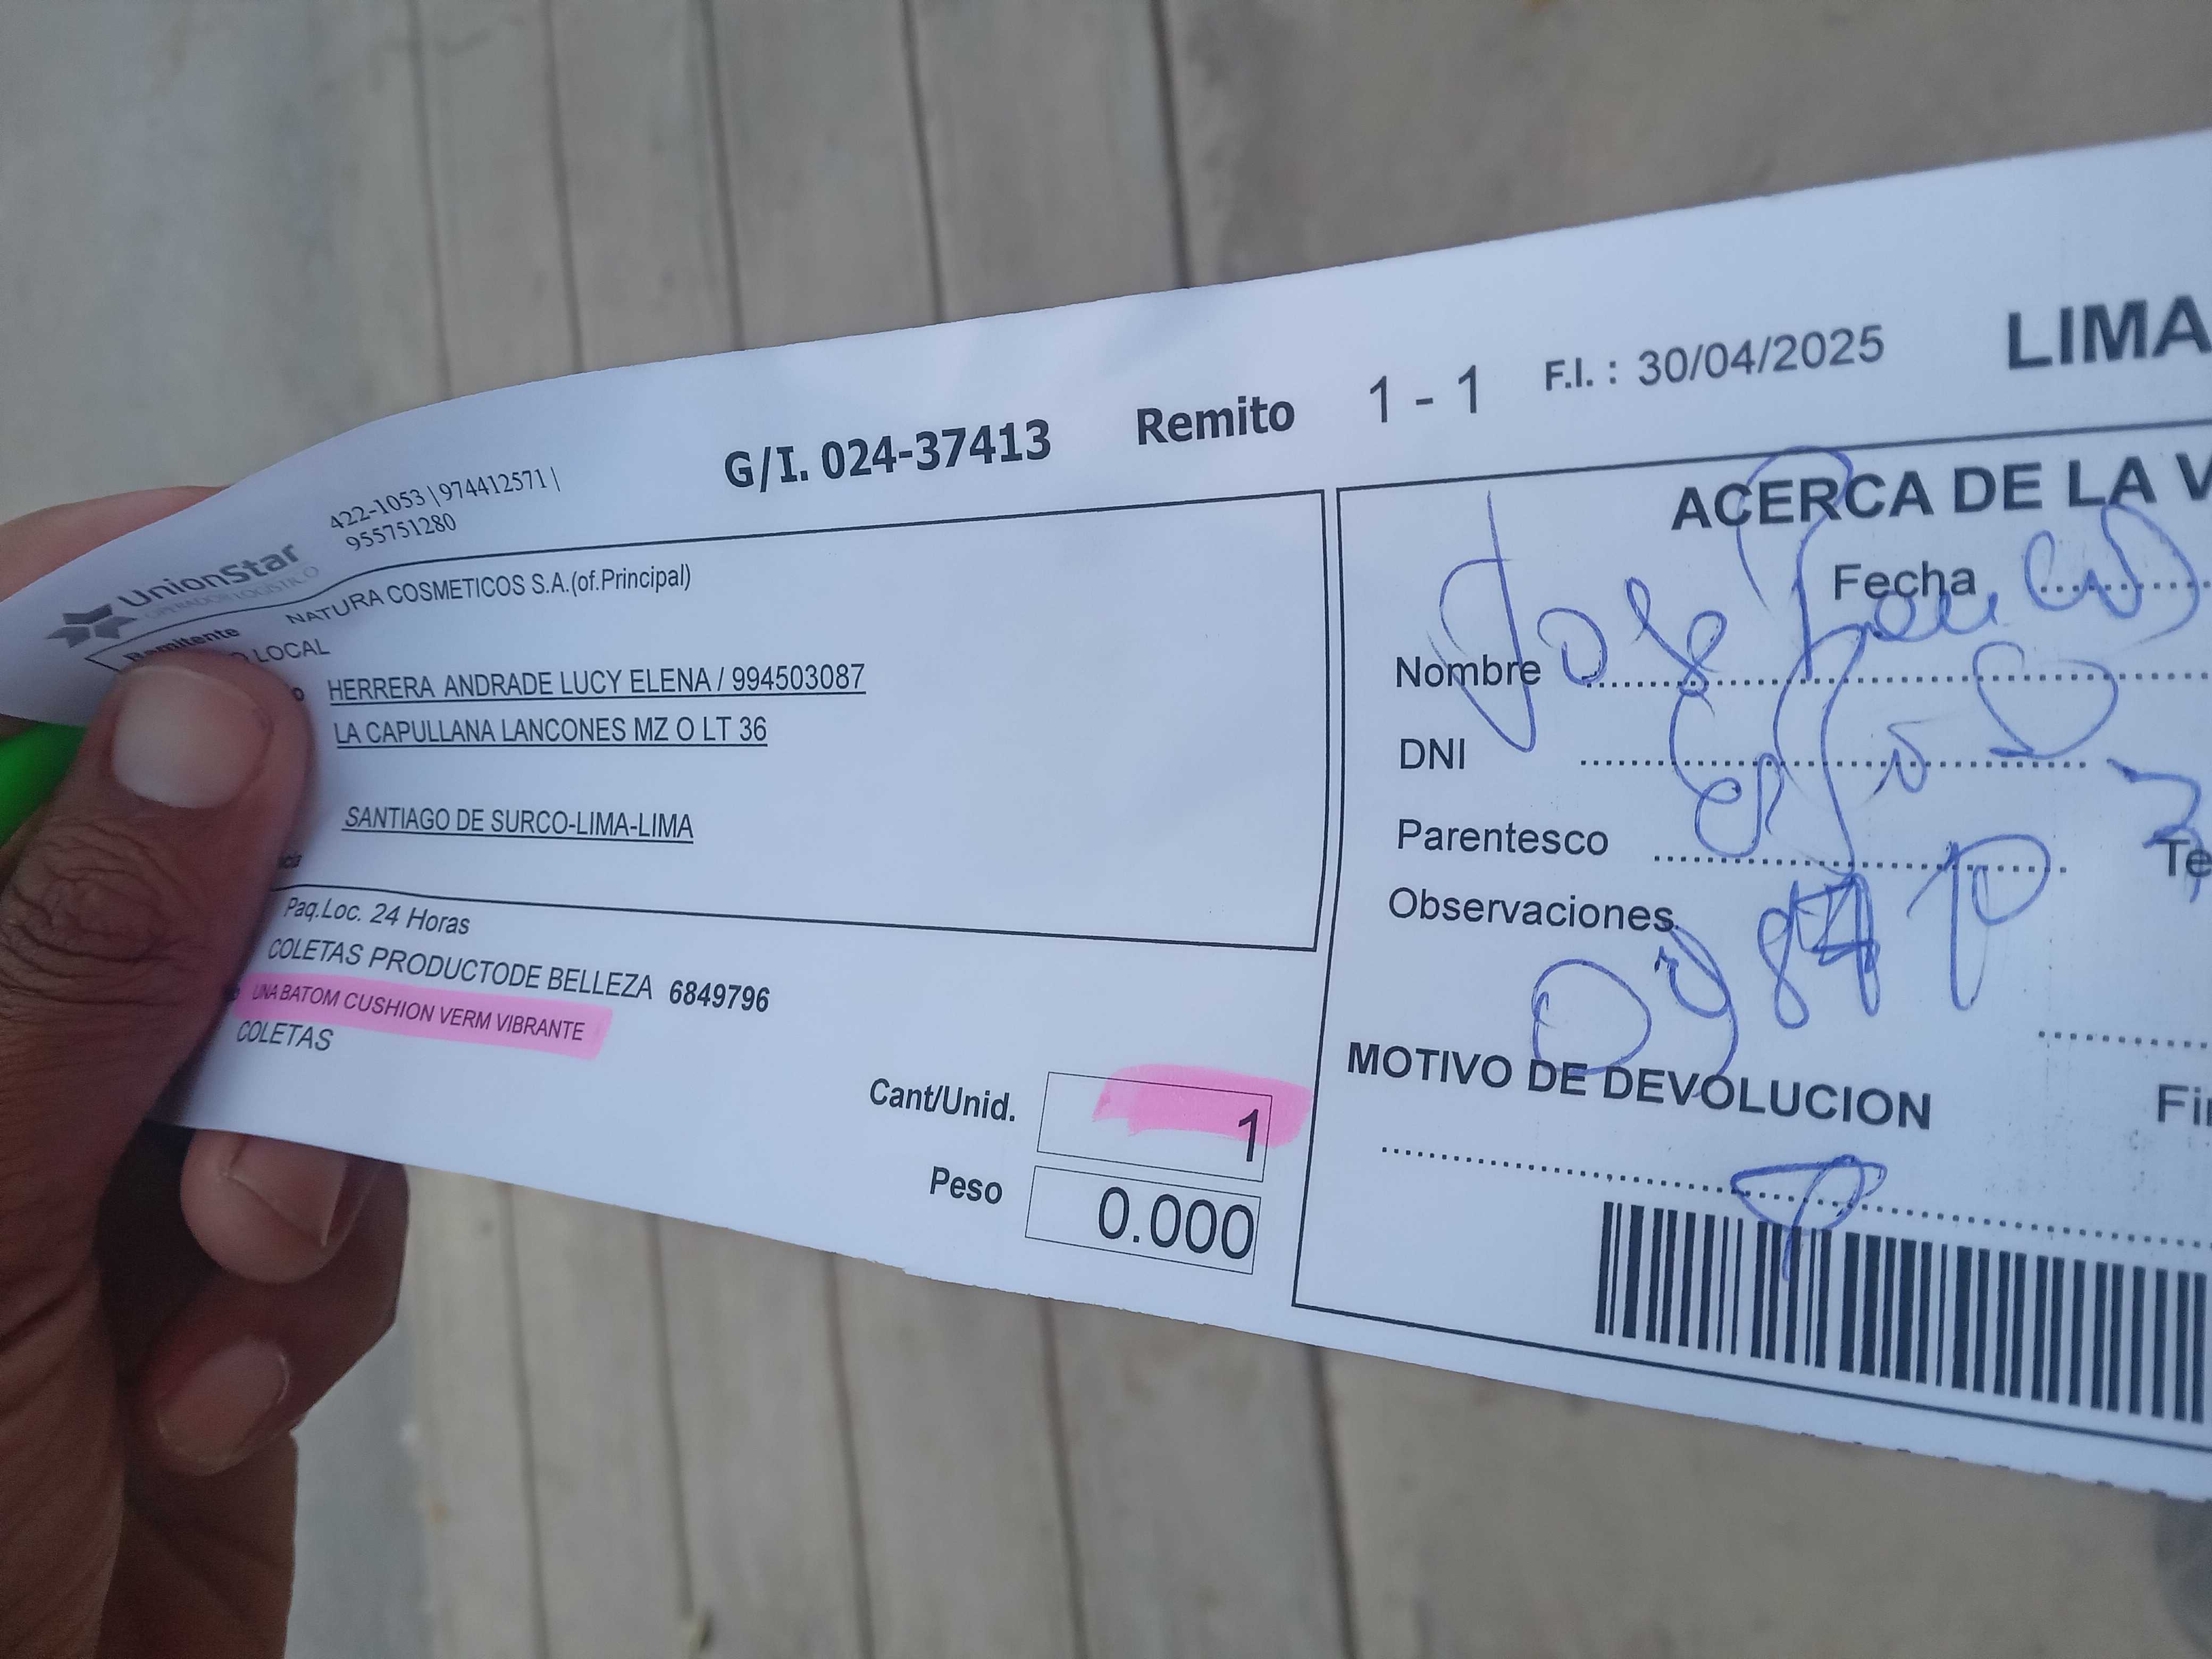 UnionStar
OPERADOR LOGISTICO
422-1053 | 974412571 |
955751280
G/I. 024-37413 Remito 1 - 1 F.I. : 30/04/2025 LIMA
Remitente NATURA COSMETICOS S.A.(of.Principal)
LOCAL
HERRERA ANDRADE LUCY ELENA / 994503087
LA CAPULLANA LANCONES MZ O LT 36
SANTIAGO DE SURCO-LIMA-LIMA
Paq.Loc. 24 Horas
COLETAS PRODUCTODE BELLEZA 6849796
UNA BATOM CUSHION VERM VIBRANTE
COLETAS
Cant/Unid. 1
Peso 0.000
ACERCA DE LA V
Fecha
Nombre Jose
DNI
Parentesco
Observaciones
MOTIVO DE DEVOLUCION